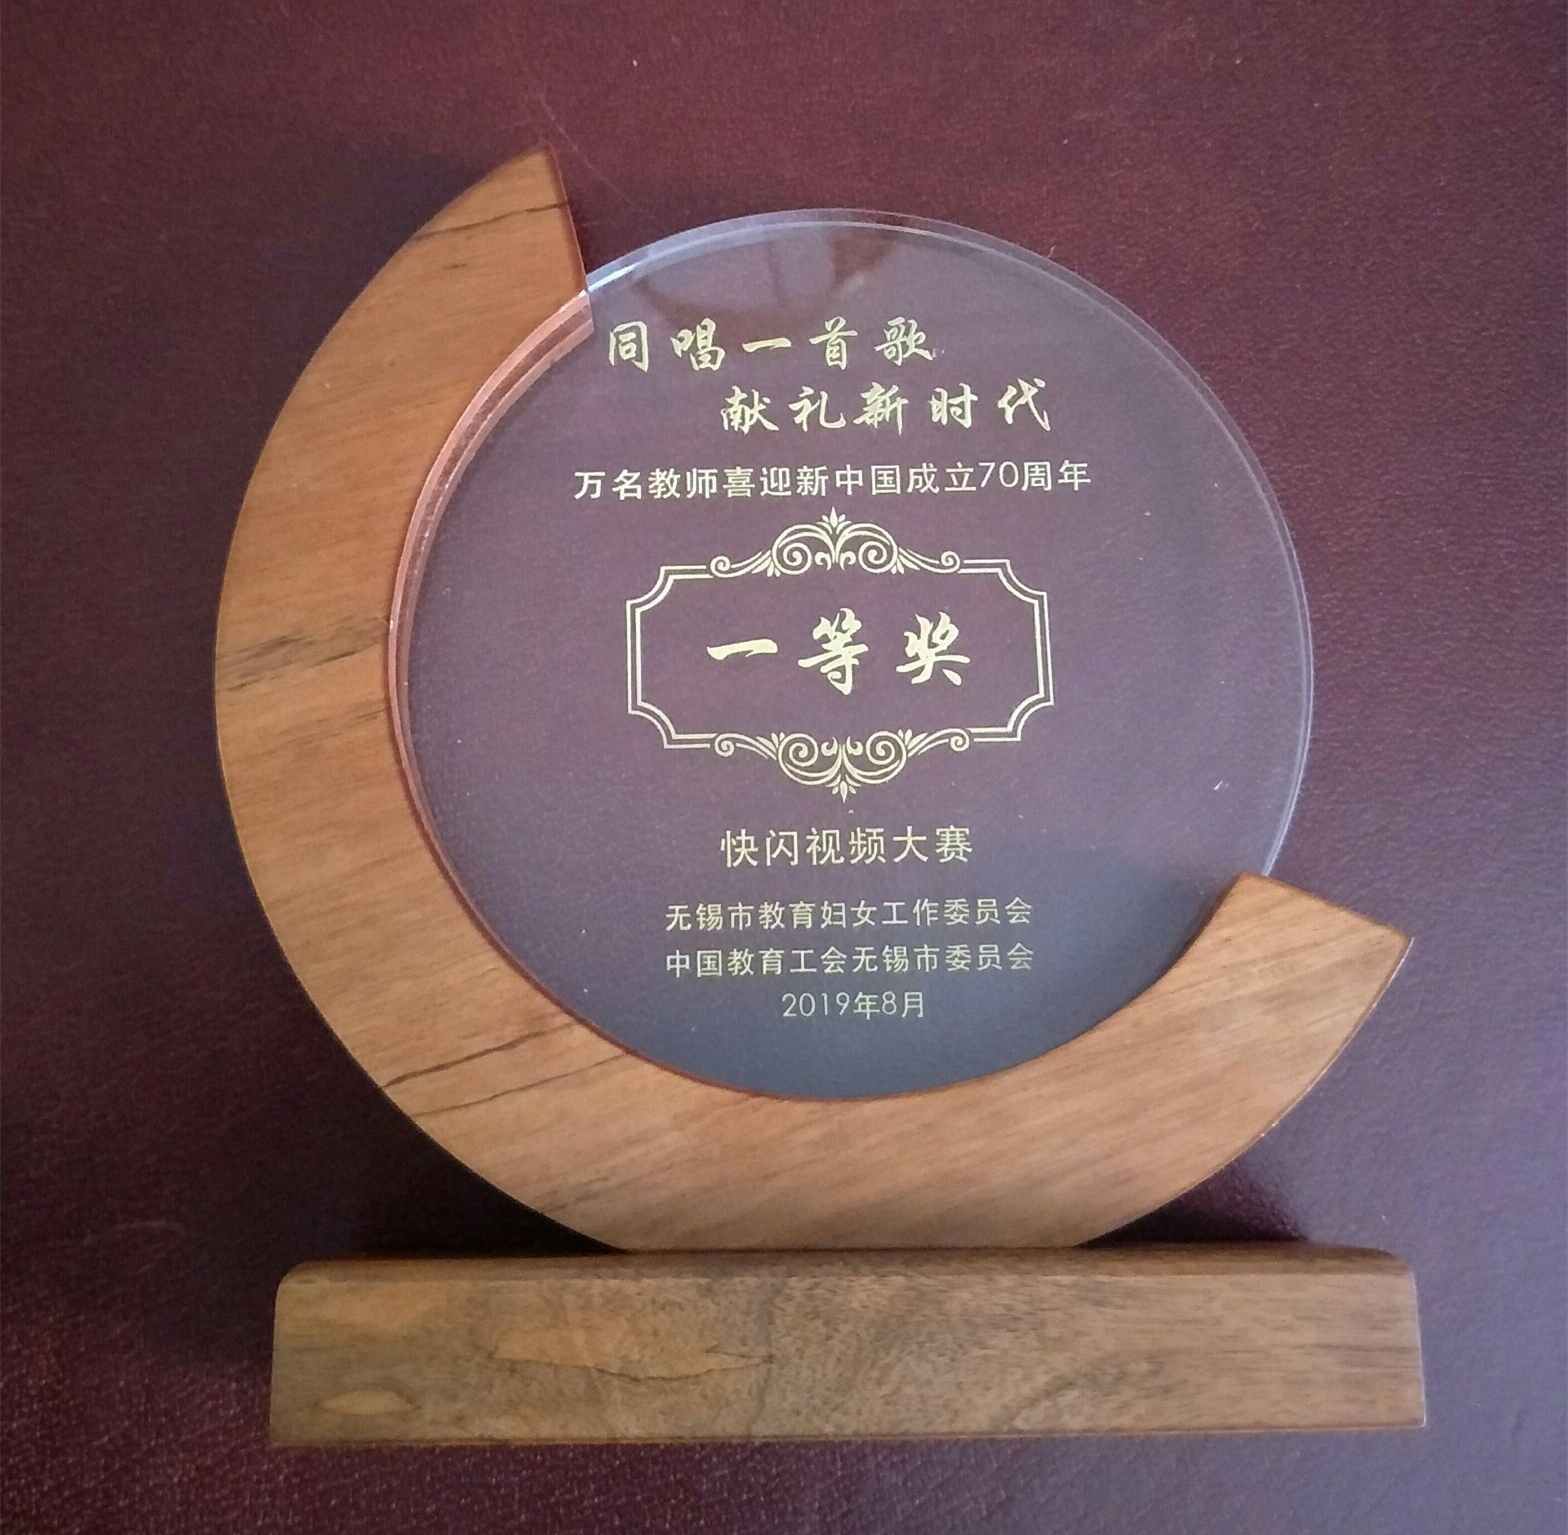 同唱一首歌
献礼新时代
万名教师喜迎新中国成立70周年
一等奖
快闪视频大赛
无锡市教育妇女工作委员会
中国教育工会无锡市委员会
2019年8月